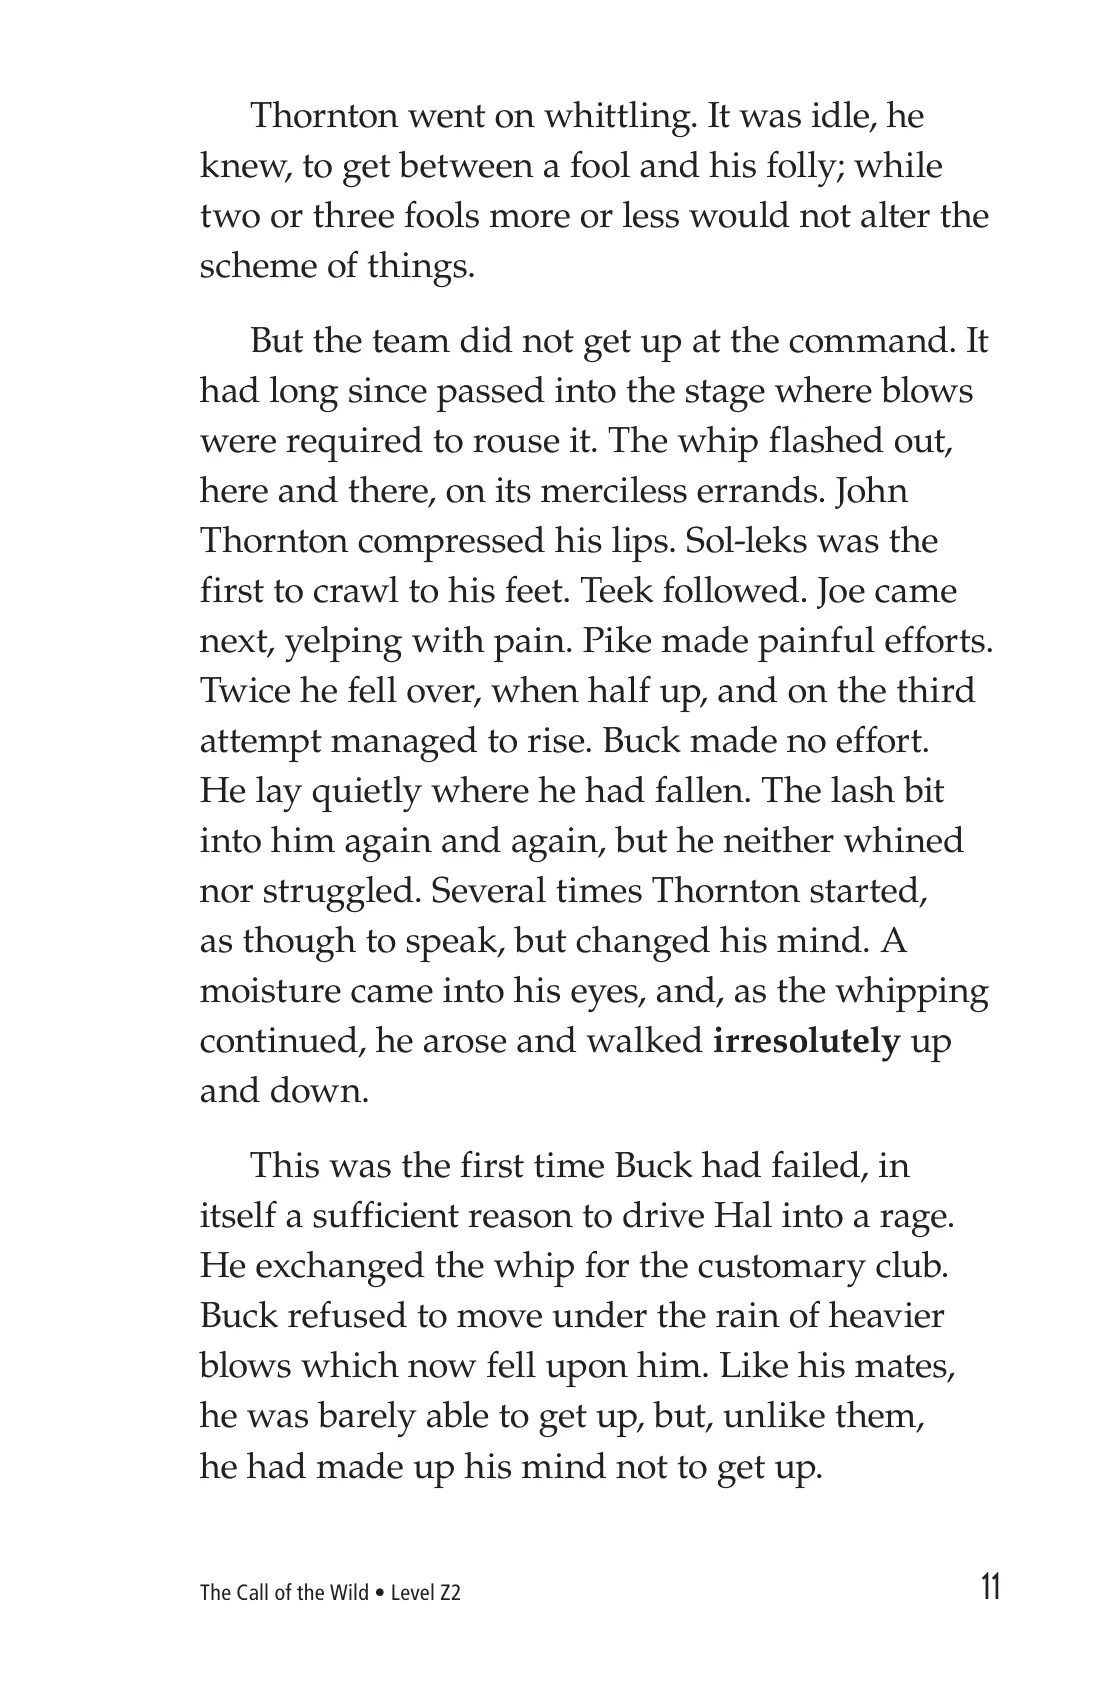 Thornton went on whittling. It was idle, he
knew, to get between a fool and his folly; while
two or three fools more or less would not alter the
scheme of things.
But the team did not get up at the command. It
had long since passed into the stage where blows
were required to rouse it. The whip flashed out,
here and there, on its merciless errands. John
Thornton compressed his lips. Sol-leks was the
first to crawl to his feet. Teek followed. Joe came
next, yelping with pain. Pike made painful efforts.
Twice he fell over, when half up, and on the third
attempt managed to rise. Buck made no effort.
He lay quietly where he had fallen. The lash bit
into him again and again, but he neither whined
nor struggled. Several times Thornton started,
as though to speak, but changed his mind. A
moisture came into his eyes, and, as the whipping
continued, he arose and walked irresolutely up
and down.
This was the first time Buck had failed, in
itself a sufficient reason to drive Hal into a rage.
He exchanged the whip for the customary club.
Buck refused to move under the rain of heavier
blows which now fell upon him. Like his mates,
he was barely able to get up, but, unlike them,
he had made up his mind not to get up.
The Call of the Wild • Level Z2
11